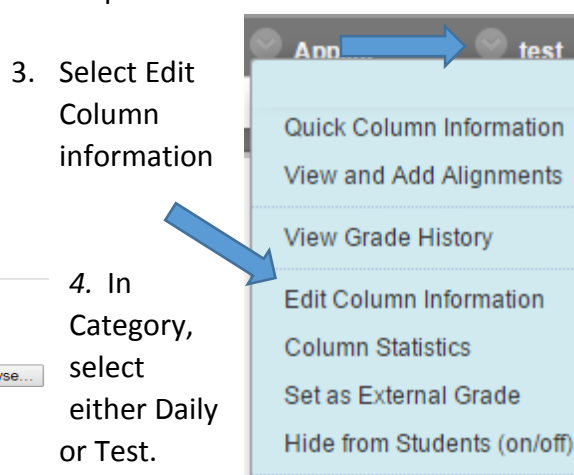 3. Select Edit
Column
information
4. In
Category,
select
either Daily
or Test.
test
Quick Column Information
View and Add Alignments
View Grade History
Edit Column Information
Column Statistics
Set as External Grade
Hide from Students (on/off)